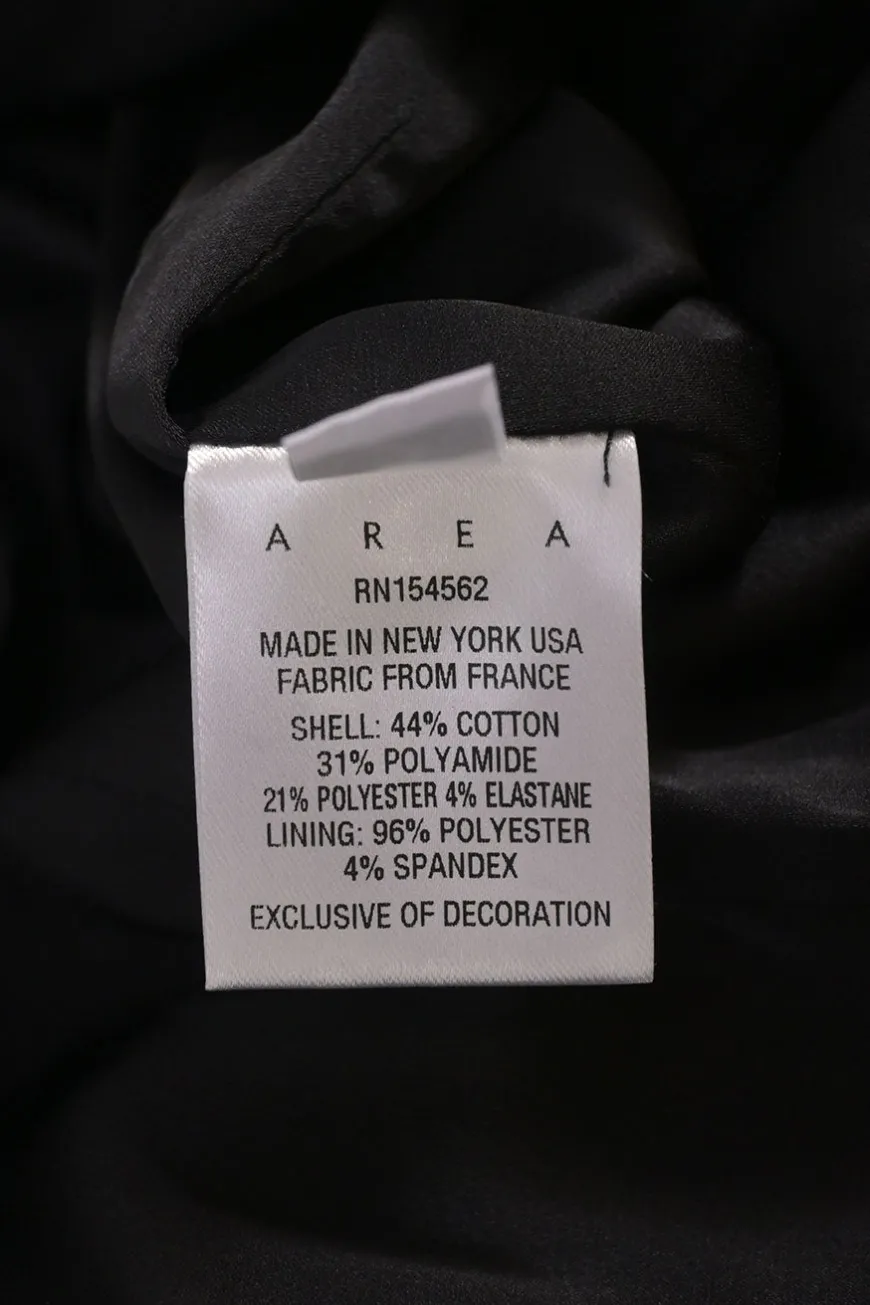 AREA
RN154562
MADE IN NEW YORK USA
FABRIC FROM FRANCE
SHELL: 44% COTTON
31% POLYAMIDE
21% POLYESTER 4% ELASTANE
LINING: 96% POLYESTER
4% SPANDEX
EXCLUSIVE OF DECORATION